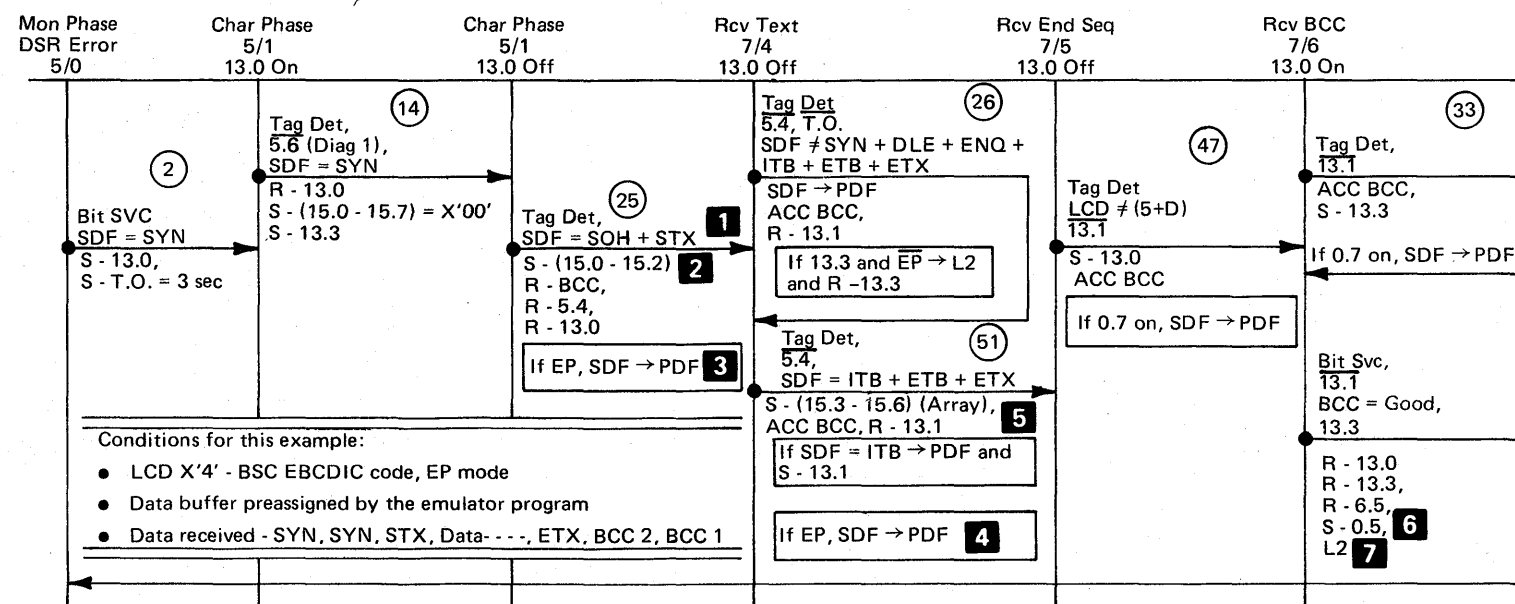 Mon Phase
DSR Error
5/0
Char Phase
5/1
13.0 On
Char Phase
5/1
13.0 Off
Rcv Text
7/4
13.0 Off
Rcv End Seq
7/5
13.0 Off
Rcv BCC
7/6
13.0 On
2
Bit SVC
SDF = SYN
S - 13.0,
S - T.O. = 3 sec
14
Tag Det,
5.6 (Diag 1),
SDF = SYN
R - 13.0
S - (15.0 - 15.7) = X'00'
S - 13.3
25
Tag Det,
SDF = SOH + STX
1
S - (15.0 - 15.2)
2
R - BCC,
R - 5.4,
R - 13.0
If EP, SDF → PDF
3
26
Tag Det
5.4, T.O.
SDF ≠ SYN + DLE + ENQ +
ITB + ETB + ETX
SDF → PDF
ACC BCC,
R - 13.1
If 13.3 and EP → L2
and R –13.3
51
Tag Det,
5.4,
SDF = ITB + ETB + ETX
S - (15.3 - 15.6) (Array),
ACC BCC, R - 13.1
5
If SDF = ITB → PDF and
S - 13.1
If EP, SDF → PDF
4
47
Tag Det
LCD ≠ (5+D)
13.1
S - 13.0
ACC BCC
If 0.7 on, SDF → PDF
33
Tag Det,
13.1
ACC BCC,
S - 13.3
If 0.7 on, SDF → PDF
Bit Svc,
13.1
BCC = Good,
13.3
R - 13.0
R - 13.3,
R - 6.5,
S - 0.5,
6
L2
7
Conditions for this example:
● LCD X'4' - BSC EBCDIC code, EP mode
● Data buffer preassigned by the emulator program
● Data received - SYN, SYN, STX, Data- - - -, ETX, BCC 2, BCC 1